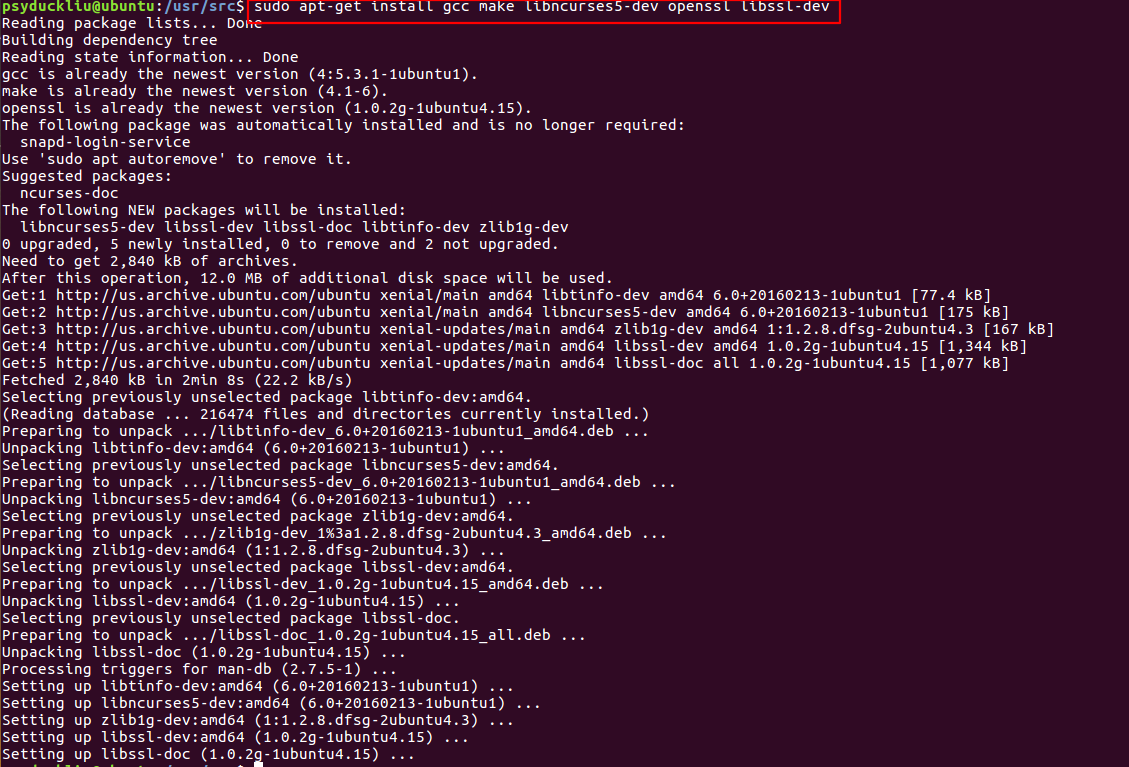 psyduckliu@ubuntu:/usr/src$ sudo apt-get install gcc make libncurses5-dev openssl libssl-dev
Reading package lists... Done
Building dependency tree
Reading state information... Done
gcc is already the newest version (4:5.3.1-1ubuntu1).
make is already the newest version (4.1-6).
openssl is already the newest version (1.0.2g-1ubuntu4.15).
The following package was automatically installed and is no longer required:
  snapd-login-service
Use 'sudo apt autoremove' to remove it.
Suggested packages:
  ncurses-doc
The following NEW packages will be installed:
  libncurses5-dev libssl-dev libssl-doc libtinfo-dev zlib1g-dev
0 upgraded, 5 newly installed, 0 to remove and 2 not upgraded.
Need to get 2,840 kB of archives.
After this operation, 12.0 MB of additional disk space will be used.
Get:1 http://us.archive.ubuntu.com/ubuntu xenial/main amd64 libtinfo-dev amd64 6.0+20160213-1ubuntu1 [77.4 kB]
Get:2 http://us.archive.ubuntu.com/ubuntu xenial/main amd64 libncurses5-dev amd64 6.0+20160213-1ubuntu1 [175 kB]
Get:3 http://us.archive.ubuntu.com/ubuntu xenial-updates/main amd64 zlib1g-dev amd64 1:1.2.8.dfsg-2ubuntu4.3 [167 kB]
Get:4 http://us.archive.ubuntu.com/ubuntu xenial-updates/main amd64 libssl-dev amd64 1.0.2g-1ubuntu4.15 [1,344 kB]
Get:5 http://us.archive.ubuntu.com/ubuntu xenial-updates/main amd64 libssl-doc all 1.0.2g-1ubuntu4.15 [1,077 kB]
Fetched 2,840 kB in 2min 8s (22.2 kB/s)
Selecting previously unselected package libtinfo-dev:amd64.
(Reading database ... 216474 files and directories currently installed.)
Preparing to unpack .../libtinfo-dev_6.0+20160213-1ubuntu1_amd64.deb ...
Unpacking libtinfo-dev:amd64 (6.0+20160213-1ubuntu1) ...
Selecting previously unselected package libncurses5-dev:amd64.
Preparing to unpack .../libncurses5-dev_6.0+20160213-1ubuntu1_amd64.deb ...
Unpacking libncurses5-dev:amd64 (6.0+20160213-1ubuntu1) ...
Selecting previously unselected package zlib1g-dev:amd64.
Preparing to unpack .../zlib1g-dev_1%3a1.2.8.dfsg-2ubuntu4.3_amd64.deb ...
Unpacking zlib1g-dev:amd64 (1:1.2.8.dfsg-2ubuntu4.3) ...
Selecting previously unselected package libssl-dev:amd64.
Preparing to unpack .../libssl-dev_1.0.2g-1ubuntu4.15_amd64.deb ...
Unpacking libssl-dev:amd64 (1.0.2g-1ubuntu4.15) ...
Selecting previously unselected package libssl-doc.
Preparing to unpack .../libssl-doc_1.0.2g-1ubuntu4.15_all.deb ...
Unpacking libssl-doc (1.0.2g-1ubuntu4.15) ...
Processing triggers for man-db (2.7.5-1) ...
Setting up libtinfo-dev:amd64 (6.0+20160213-1ubuntu1) ...
Setting up libncurses5-dev:amd64 (6.0+20160213-1ubuntu1) ...
Setting up zlib1g-dev:amd64 (1:1.2.8.dfsg-2ubuntu4.3) ...
Setting up libssl-dev:amd64 (1.0.2g-1ubuntu4.15) ...
Setting up libssl-doc (1.0.2g-1ubuntu4.15) ...